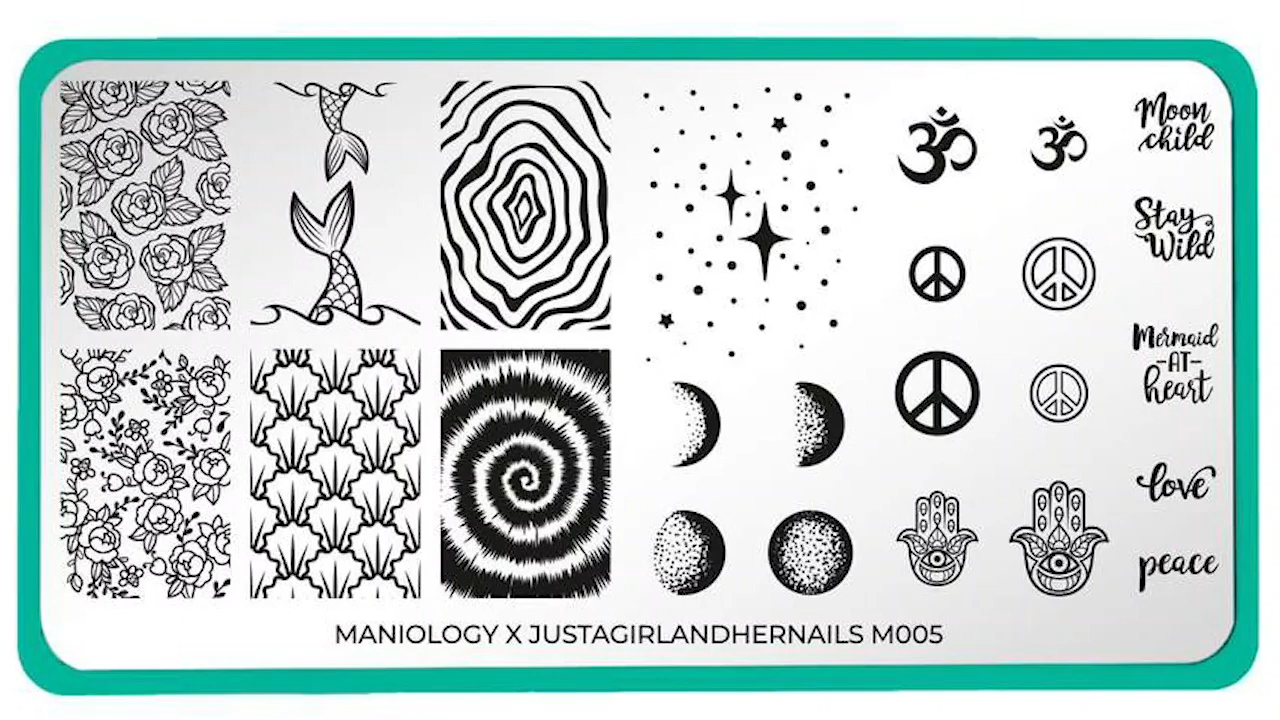 Moon
child
Stay
Wild
Mermaid
-AT-
heart
love
peace
ॐ ॐ
MANIOLOGY X JUSTAGIRLANDHERNAILS M005